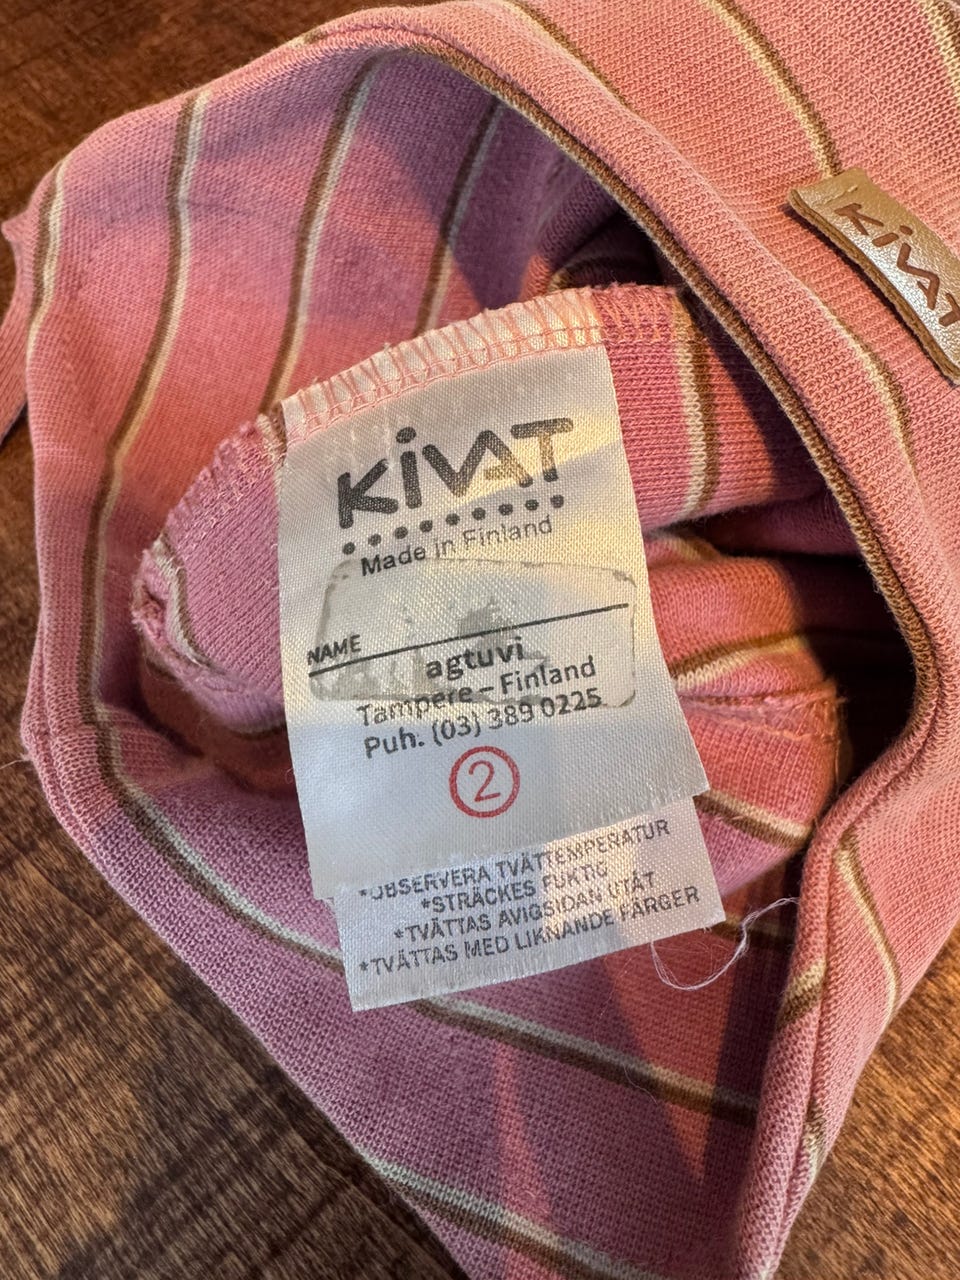 KiVAT
KiVAT
Made in Finland
NAME
agtuvi
Tampere – Finland
Puh. (03) 389 0225
2
*OBSERVERA TVÄTTEMPERATUR
*STRÄCKES FUKTIG
*TVÄTTAS AVIGSIDAN UTÅT
*TVÄTTAS MED LIKNANDE FÄRGER